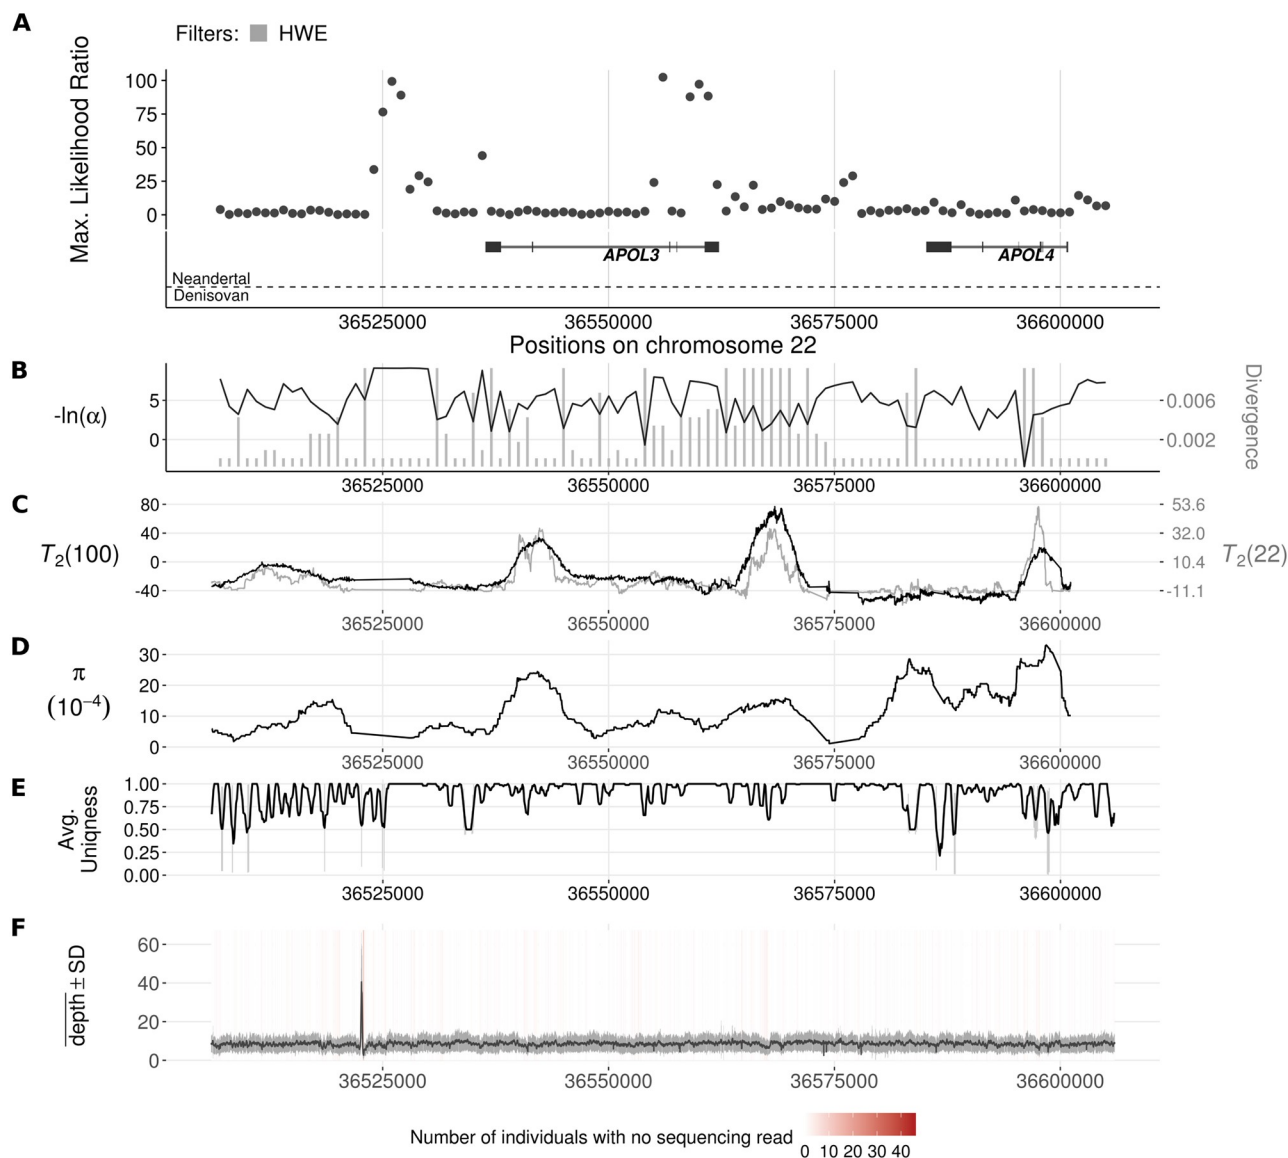 A
Filters: HWE
Max. Likelihood Ratio
100
75
50
25
0
APOL3
APOL4
Neandertal
Denisovan
36525000 36550000 36575000 36600000
Positions on chromosome 22
B
-ln(α)
5
0
0.006
0.002
Divergence
36525000 36550000 36575000 36600000
C
T2(100)
80
40
0
-40
53.6
32.0
10.4
-11.1
T2(22)
36525000 36550000 36575000 36600000
D
π
(10−4)
30
20
10
0
36525000 36550000 36575000 36600000
E
Avg.
Uniqness
1.00
0.75
0.50
0.25
0.00
36525000 36550000 36575000 36600000
F
depth ± SD
60
40
20
0
36525000 36550000 36575000 36600000
Number of individuals with no sequencing read
0 10 20 30 40